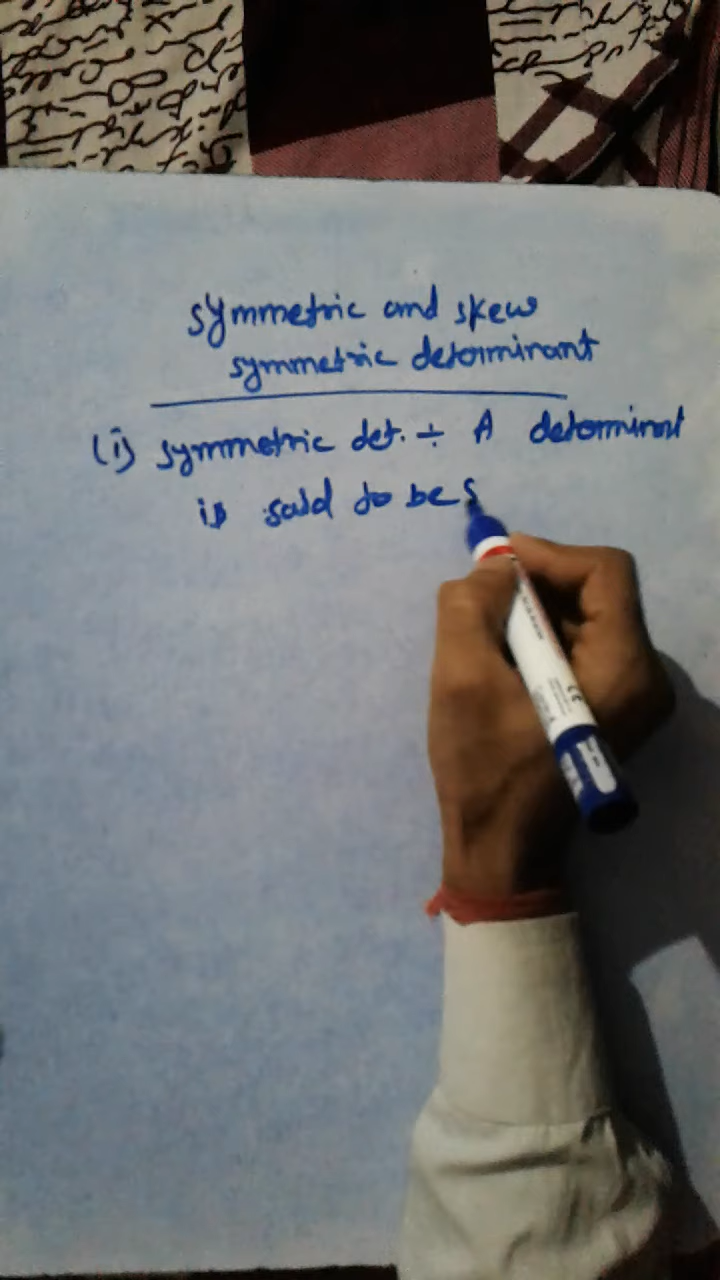 symmetric and skew
symmetric determinant
(i) symmetric det. ÷ A determinant
is said to be s